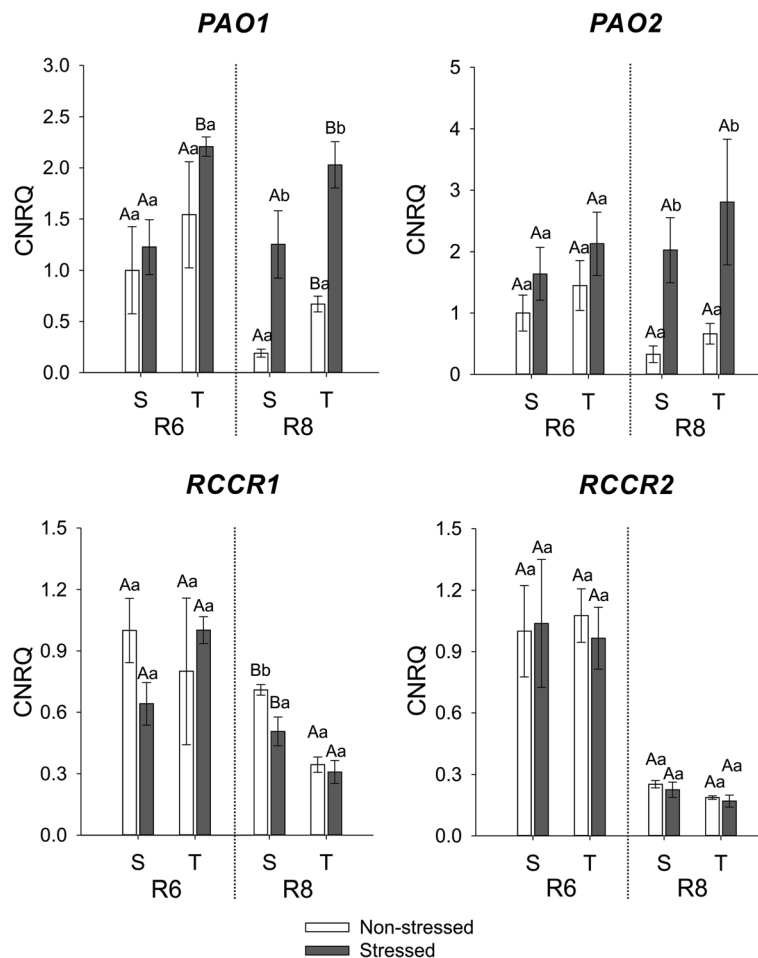 PAO1
PAO2
3.0
2.5
2.0
1.5
1.0
0.5
0.0
CNRQ
Aa
Aa
Aa
Ba
Aa
Ab
Ba
Bb
S
T
S
T
R6
R8
5
4
3
2
1
0
CNRQ
Aa
Aa
Aa
Aa
Aa
Ab
Aa
Ab
S
T
S
T
R6
R8
RCCR1
RCCR2
1.5
1.2
0.9
0.6
0.3
0.0
CNRQ
Aa
Aa
Aa
Aa
Bb
Ba
Aa
Aa
S
T
S
T
R6
R8
1.5
1.2
0.9
0.6
0.3
0.0
CNRQ
Aa
Aa
Aa
Aa
Aa
Aa
Aa
Aa
S
T
S
T
R6
R8
Non-stressed
Stressed